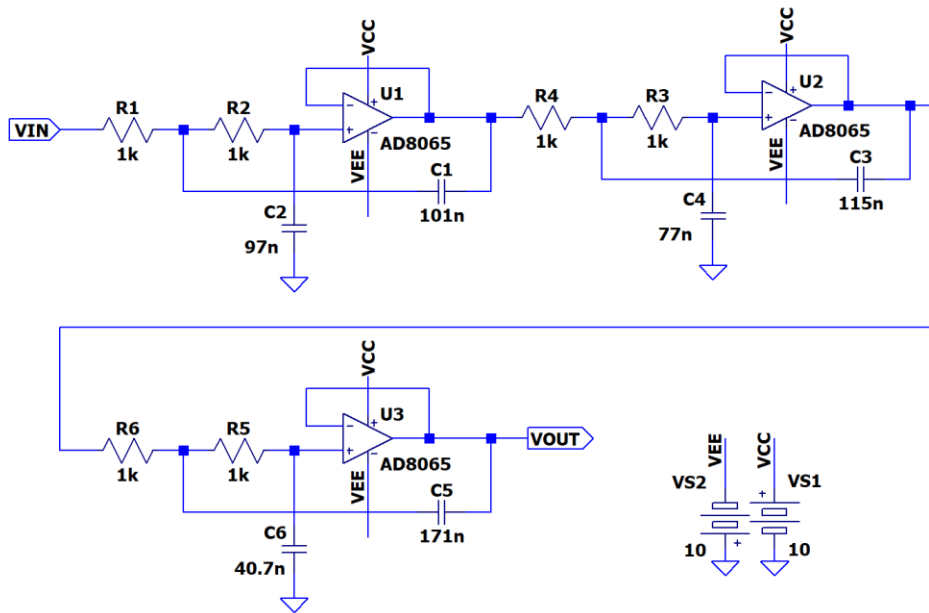 VCC
U1
R1
R2
VIN
1k
1k
AD8065
VEE
C1
101n
C2
97n
VCC
U2
R4
R3
1k
1k
AD8065
VEE
C3
115n
C4
77n
VCC
U3
R6
R5
VOUT
1k
1k
AD8065
VEE
C5
171n
C6
40.7n
VEE
VCC
VS2
VS1
10
10